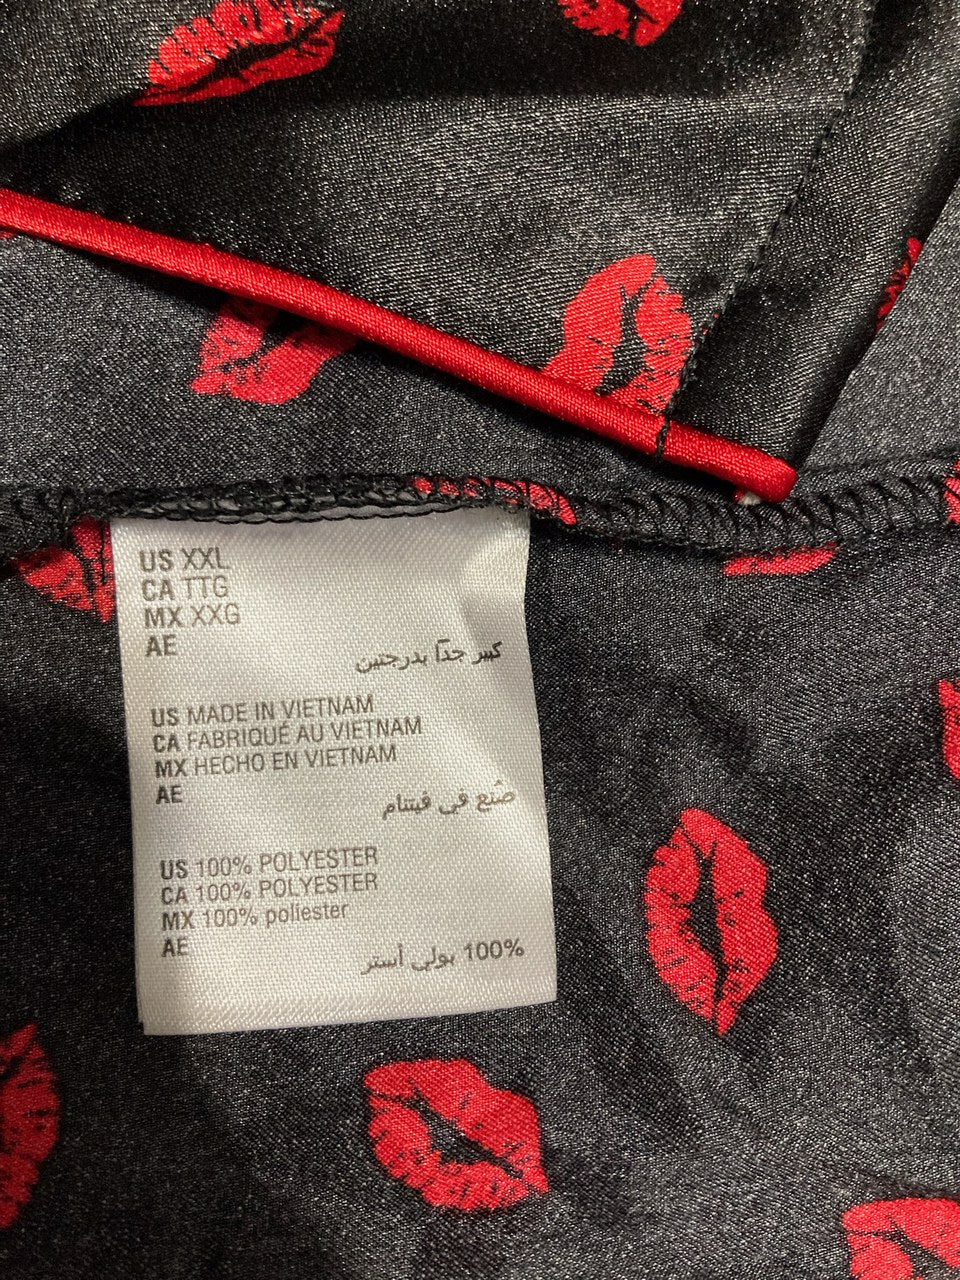 US XXL
CA TTG
MX XXG
AE
كبير جدًا بدرجتين
US MADE IN VIETNAM
CA FABRIQUÉ AU VIETNAM
MX HECHO EN VIETNAM
AE
صُنع في فيتنام
US 100% POLYESTER
CA 100% POLYESTER
MX 100% poliester
AE
100% بولي أستر